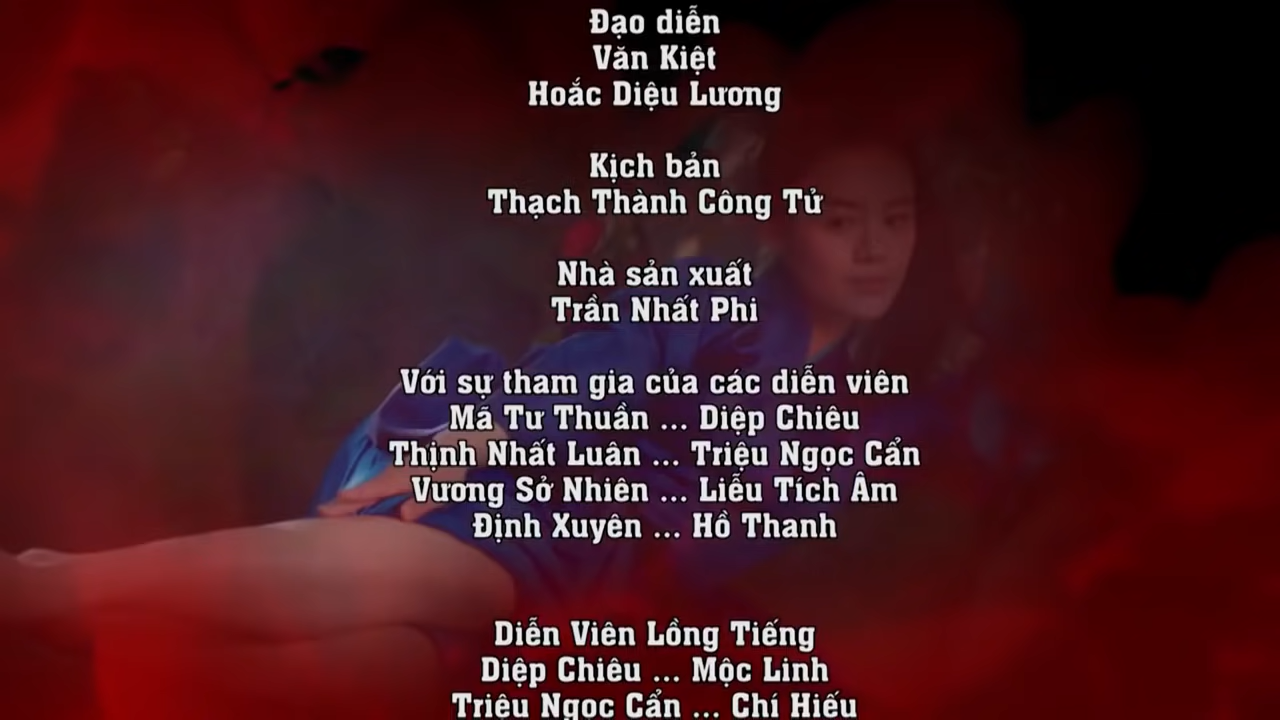 Đạo diễn
Văn Kiệt
Hoắc Diệu Lương
Kịch bản
Thạch Thành Công Tử
Nhà sản xuất
Trần Nhất Phi
Với sự tham gia của các diễn viên
Mã Tư Thuần ... Diệp Chiêu
Thịnh Nhất Luân ... Triệu Ngọc Cẩn
Vương Sở Nhiên ... Liễu Tích Âm
Định Xuyên ... Hồ Thanh
Diễn Viên Lồng Tiếng
Diệp Chiêu ... Mộc Linh
Triệu Ngọc Cẩn ... Chí Hiếu